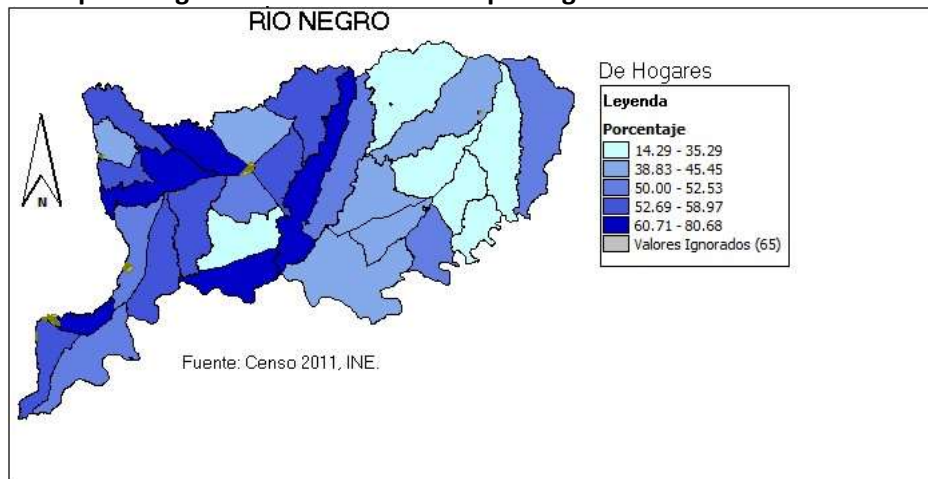 RÍO NEGRO
De Hogares
Leyenda
Porcentaje
14.29 - 35.29
38.83 - 45.45
50.00 - 52.53
52.69 - 58.97
60.71 - 80.68
Valores Ignorados (65)
N
Fuente: Censo 2011, INE.